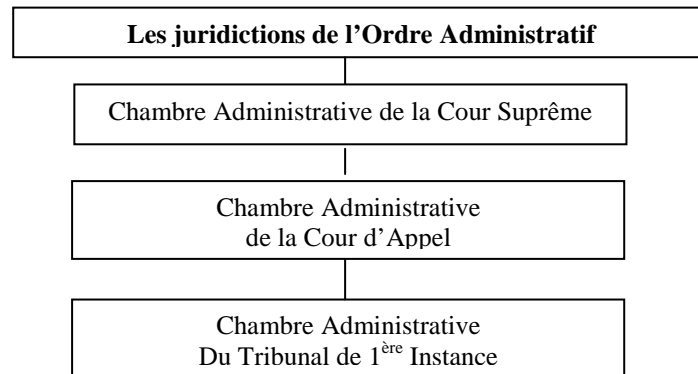 Les juridictions de l’Ordre Administratif
Chambre Administrative de la Cour Suprême
Chambre Administrative
de la Cour d’Appel
Chambre Administrative
Du Tribunal de 1ère Instance